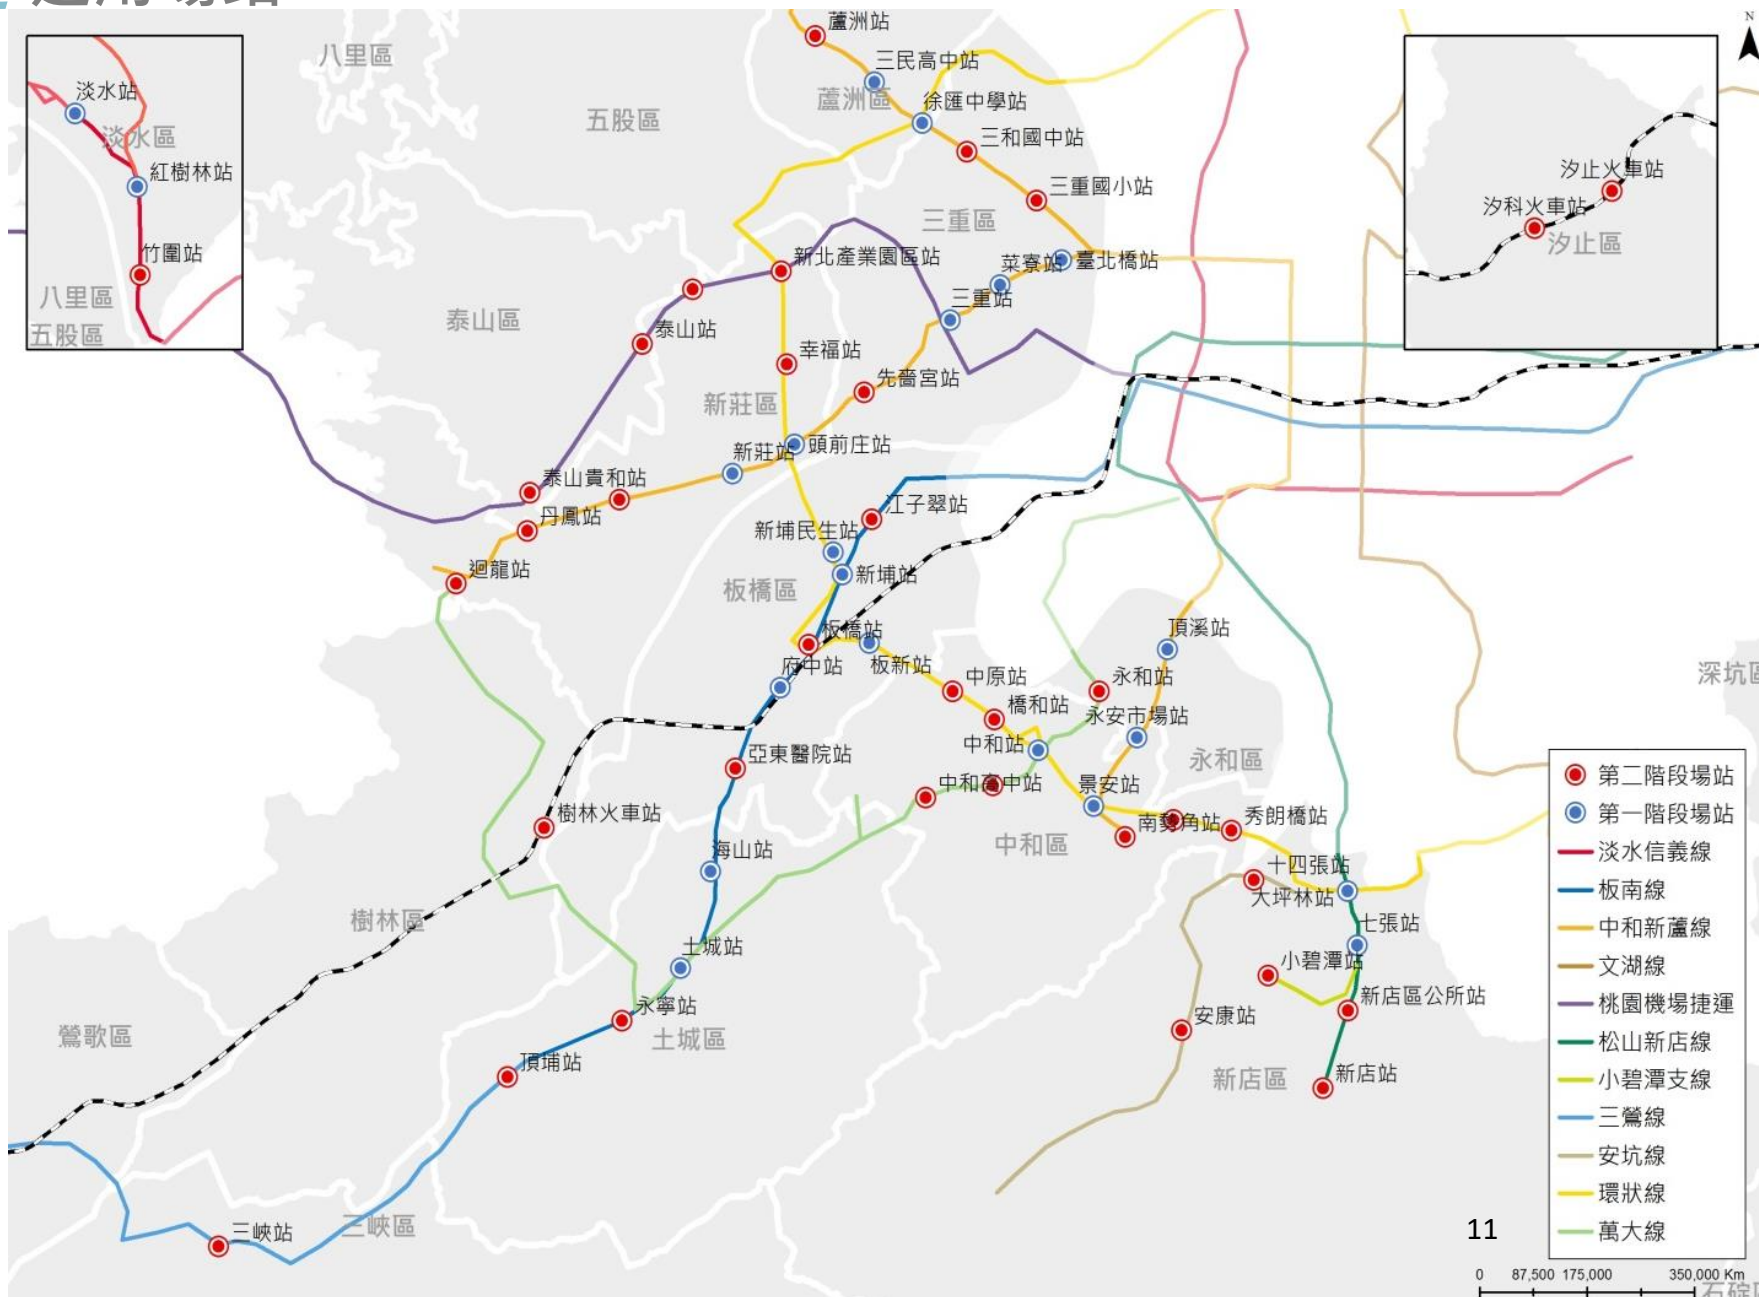 適用場站
N
八里區
蘆洲站
三民高中站
蘆洲區
徐匯中學站
五股區
三和國中站
三重國小站
三重區
淡水站
淡水區
紅樹林站
竹圍站
八里區
五股區
汐止火車站
汐科火車站
汐止區
新北產業園區站
菜寮站
臺北橋站
三重站
泰山區
泰山站
幸福站
先嗇宮站
新莊區
頭前庄站
新莊站
泰山貴和站
丹鳳站
迴龍站
江子翠站
新埔民生站
新埔站
板橋區
板橋站
府中站
板新站
頂溪站
中原站
永和站
橋和站
永安市場站
中和站
永和區
深坑區
亞東醫院站
中和高中站
景安站
樹林火車站
南勢角站
秀朗橋站
中和區
海山站
十四張站
大坪林站
樹林區
七張站
土城站
小碧潭站
永寧站
新店區公所站
安康站
鶯歌區
土城區
頂埔站
新店區
新店站
三峽站
三峽區
第二階段場站
第一階段場站
淡水信義線
板南線
中和新蘆線
文湖線
桃園機場捷運
松山新店線
小碧潭支線
三鶯線
安坑線
環狀線
萬大線
11
0 87,500 175,000 350,000 Km
石碇區